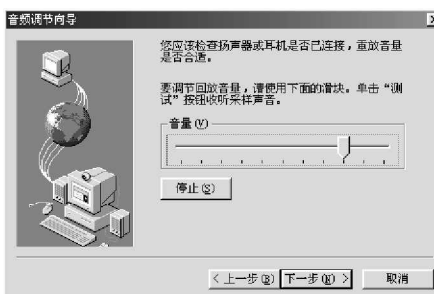 音频调节向导
您应该检查扬声器或耳机是否已连接，重放音量
是否合适。
要调节回放音量，请使用下面的滑块。单击“测
试”按钮收听采样声音。
音量(V)
停止(S)
< 上一步(B)
下一步(N) >
取消